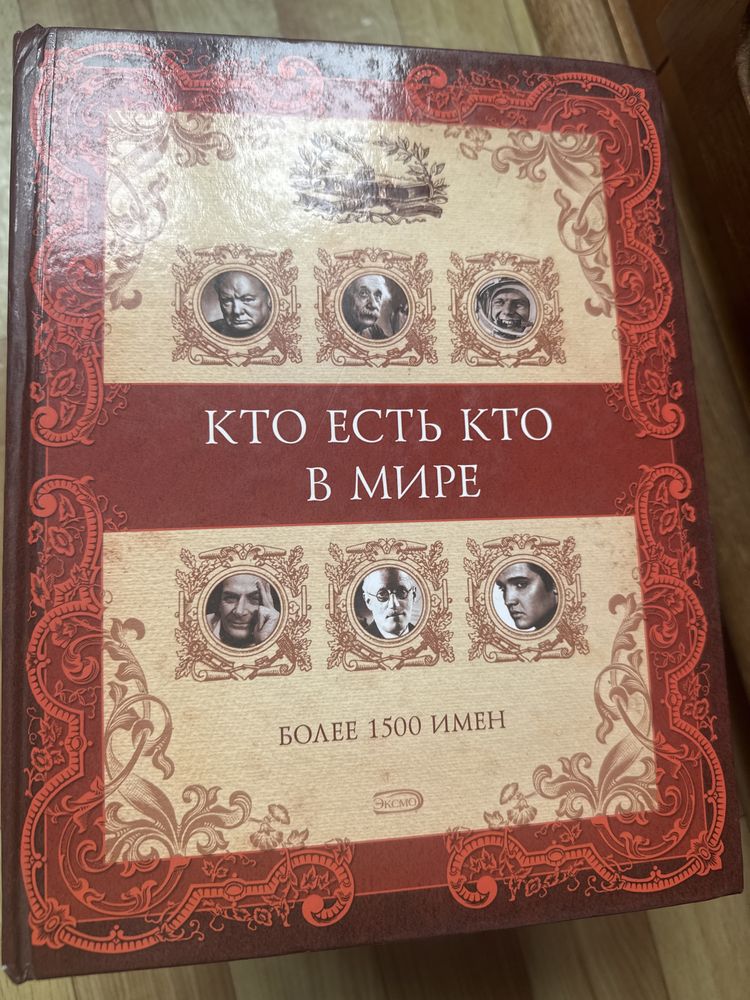 КТО ЕСТЬ КТО
В МИРЕ
БОЛЕЕ 1500 ИМЕН
ЭКСМО